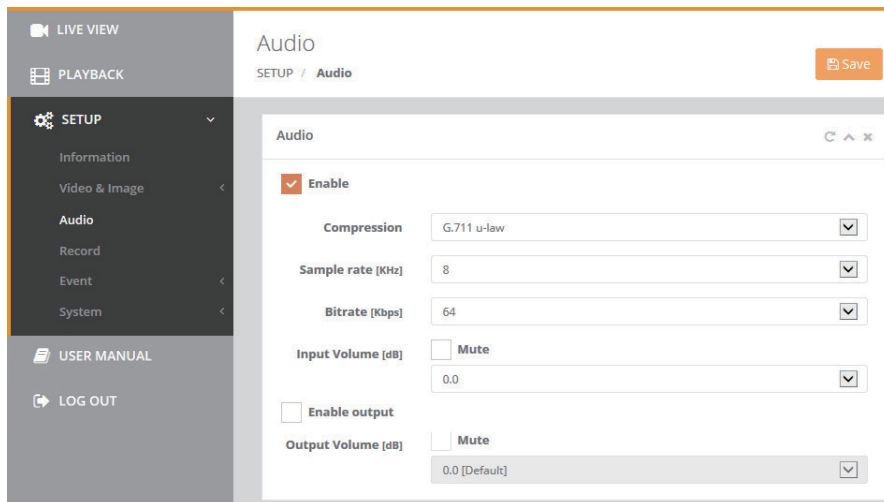 LIVE VIEW
PLAYBACK
SETUP
Information
Video & Image
Audio
Record
Event
System
USER MANUAL
LOG OUT
Audio
SETUP / Audio
Save
Audio
Enable
Compression G.711 u-law
Sample rate [KHz] 8
Bitrate [Kbps] 64
Input Volume [dB] Mute
0.0
Enable output
Output Volume [dB] Mute
0.0 [Default]